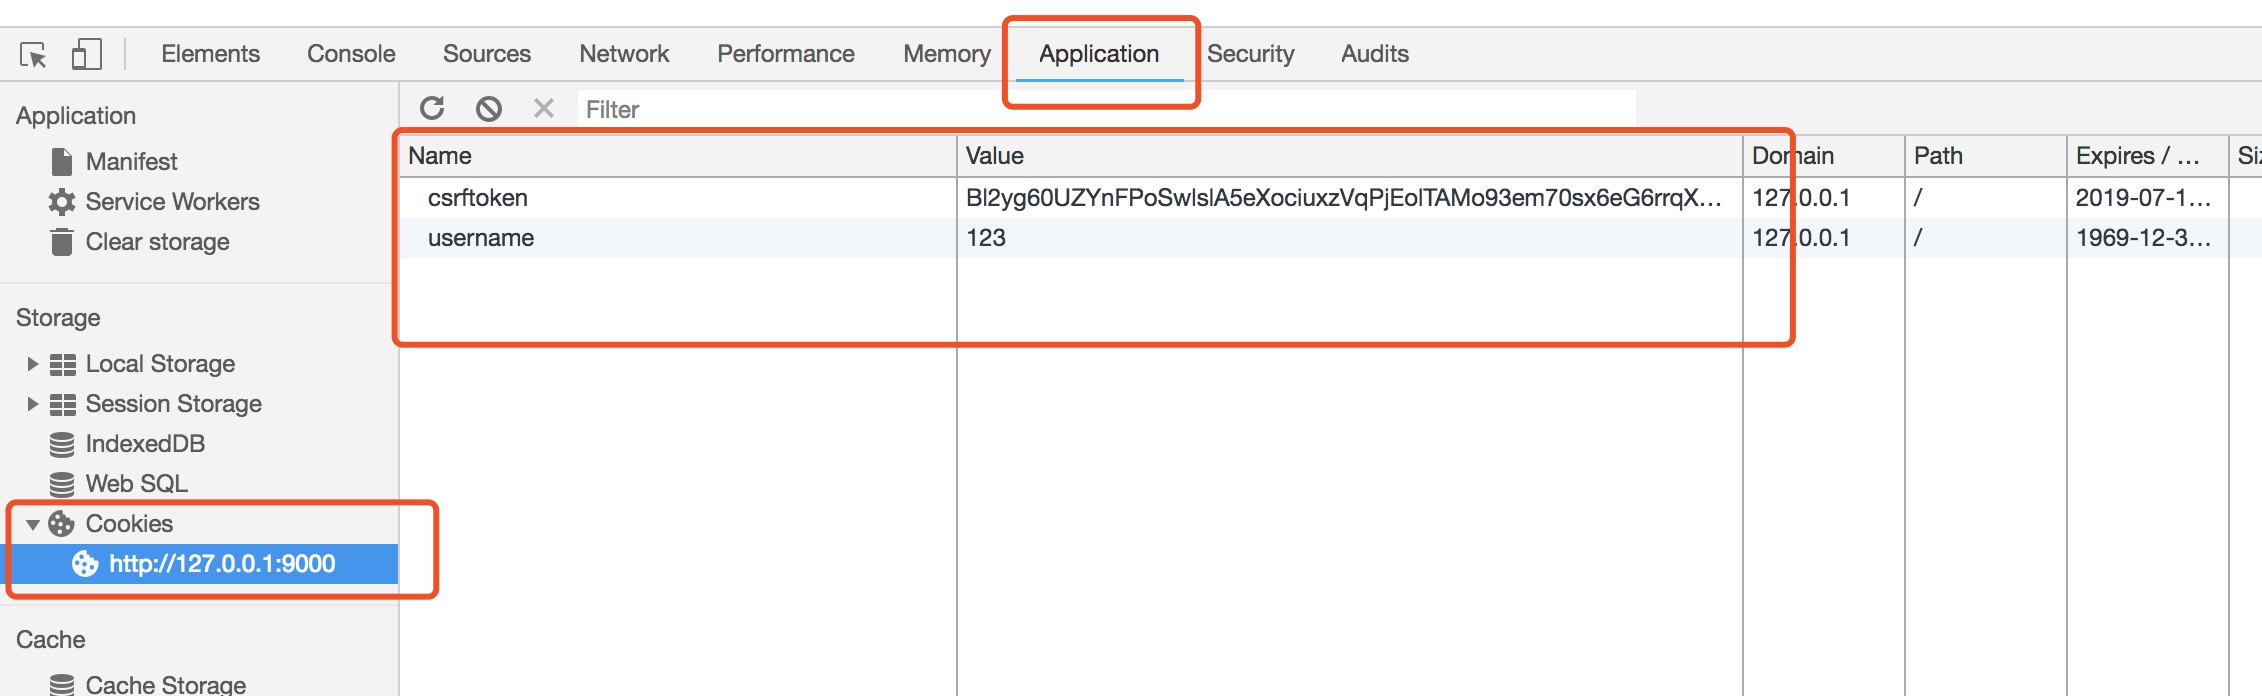 Elements Console Sources Network Performance Memory Application Security Audits
Application
Filter
Manifest
Service Workers
Clear storage
Name Value Domain Path Expires / ... Siz
csrftoken Bl2yg60UZYnFPoSwlslA5eXociuxzVqPjEolTAMo93em70sx6eG6rrqX... 127.0.0.1 / 2019-07-1...
username 123 127.0.0.1 / 1969-12-3...
Storage
Local Storage
Session Storage
IndexedDB
Web SQL
Cookies
http://127.0.0.1:9000
Cache
Cache Storage